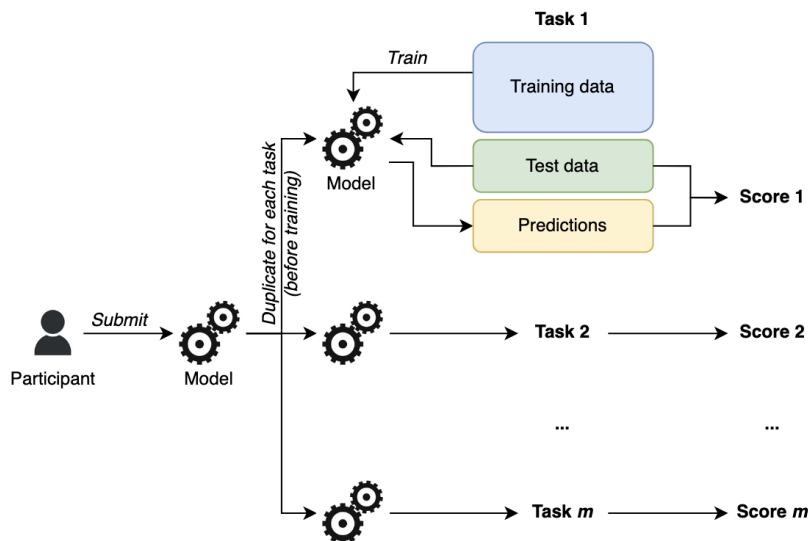 Task 1
Train
Training data
Model
Test data
Predictions
Score 1
Duplicate for each task
(before training)
Submit
Participant
Model
Task 2
Score 2
...
...
Task m
Score m